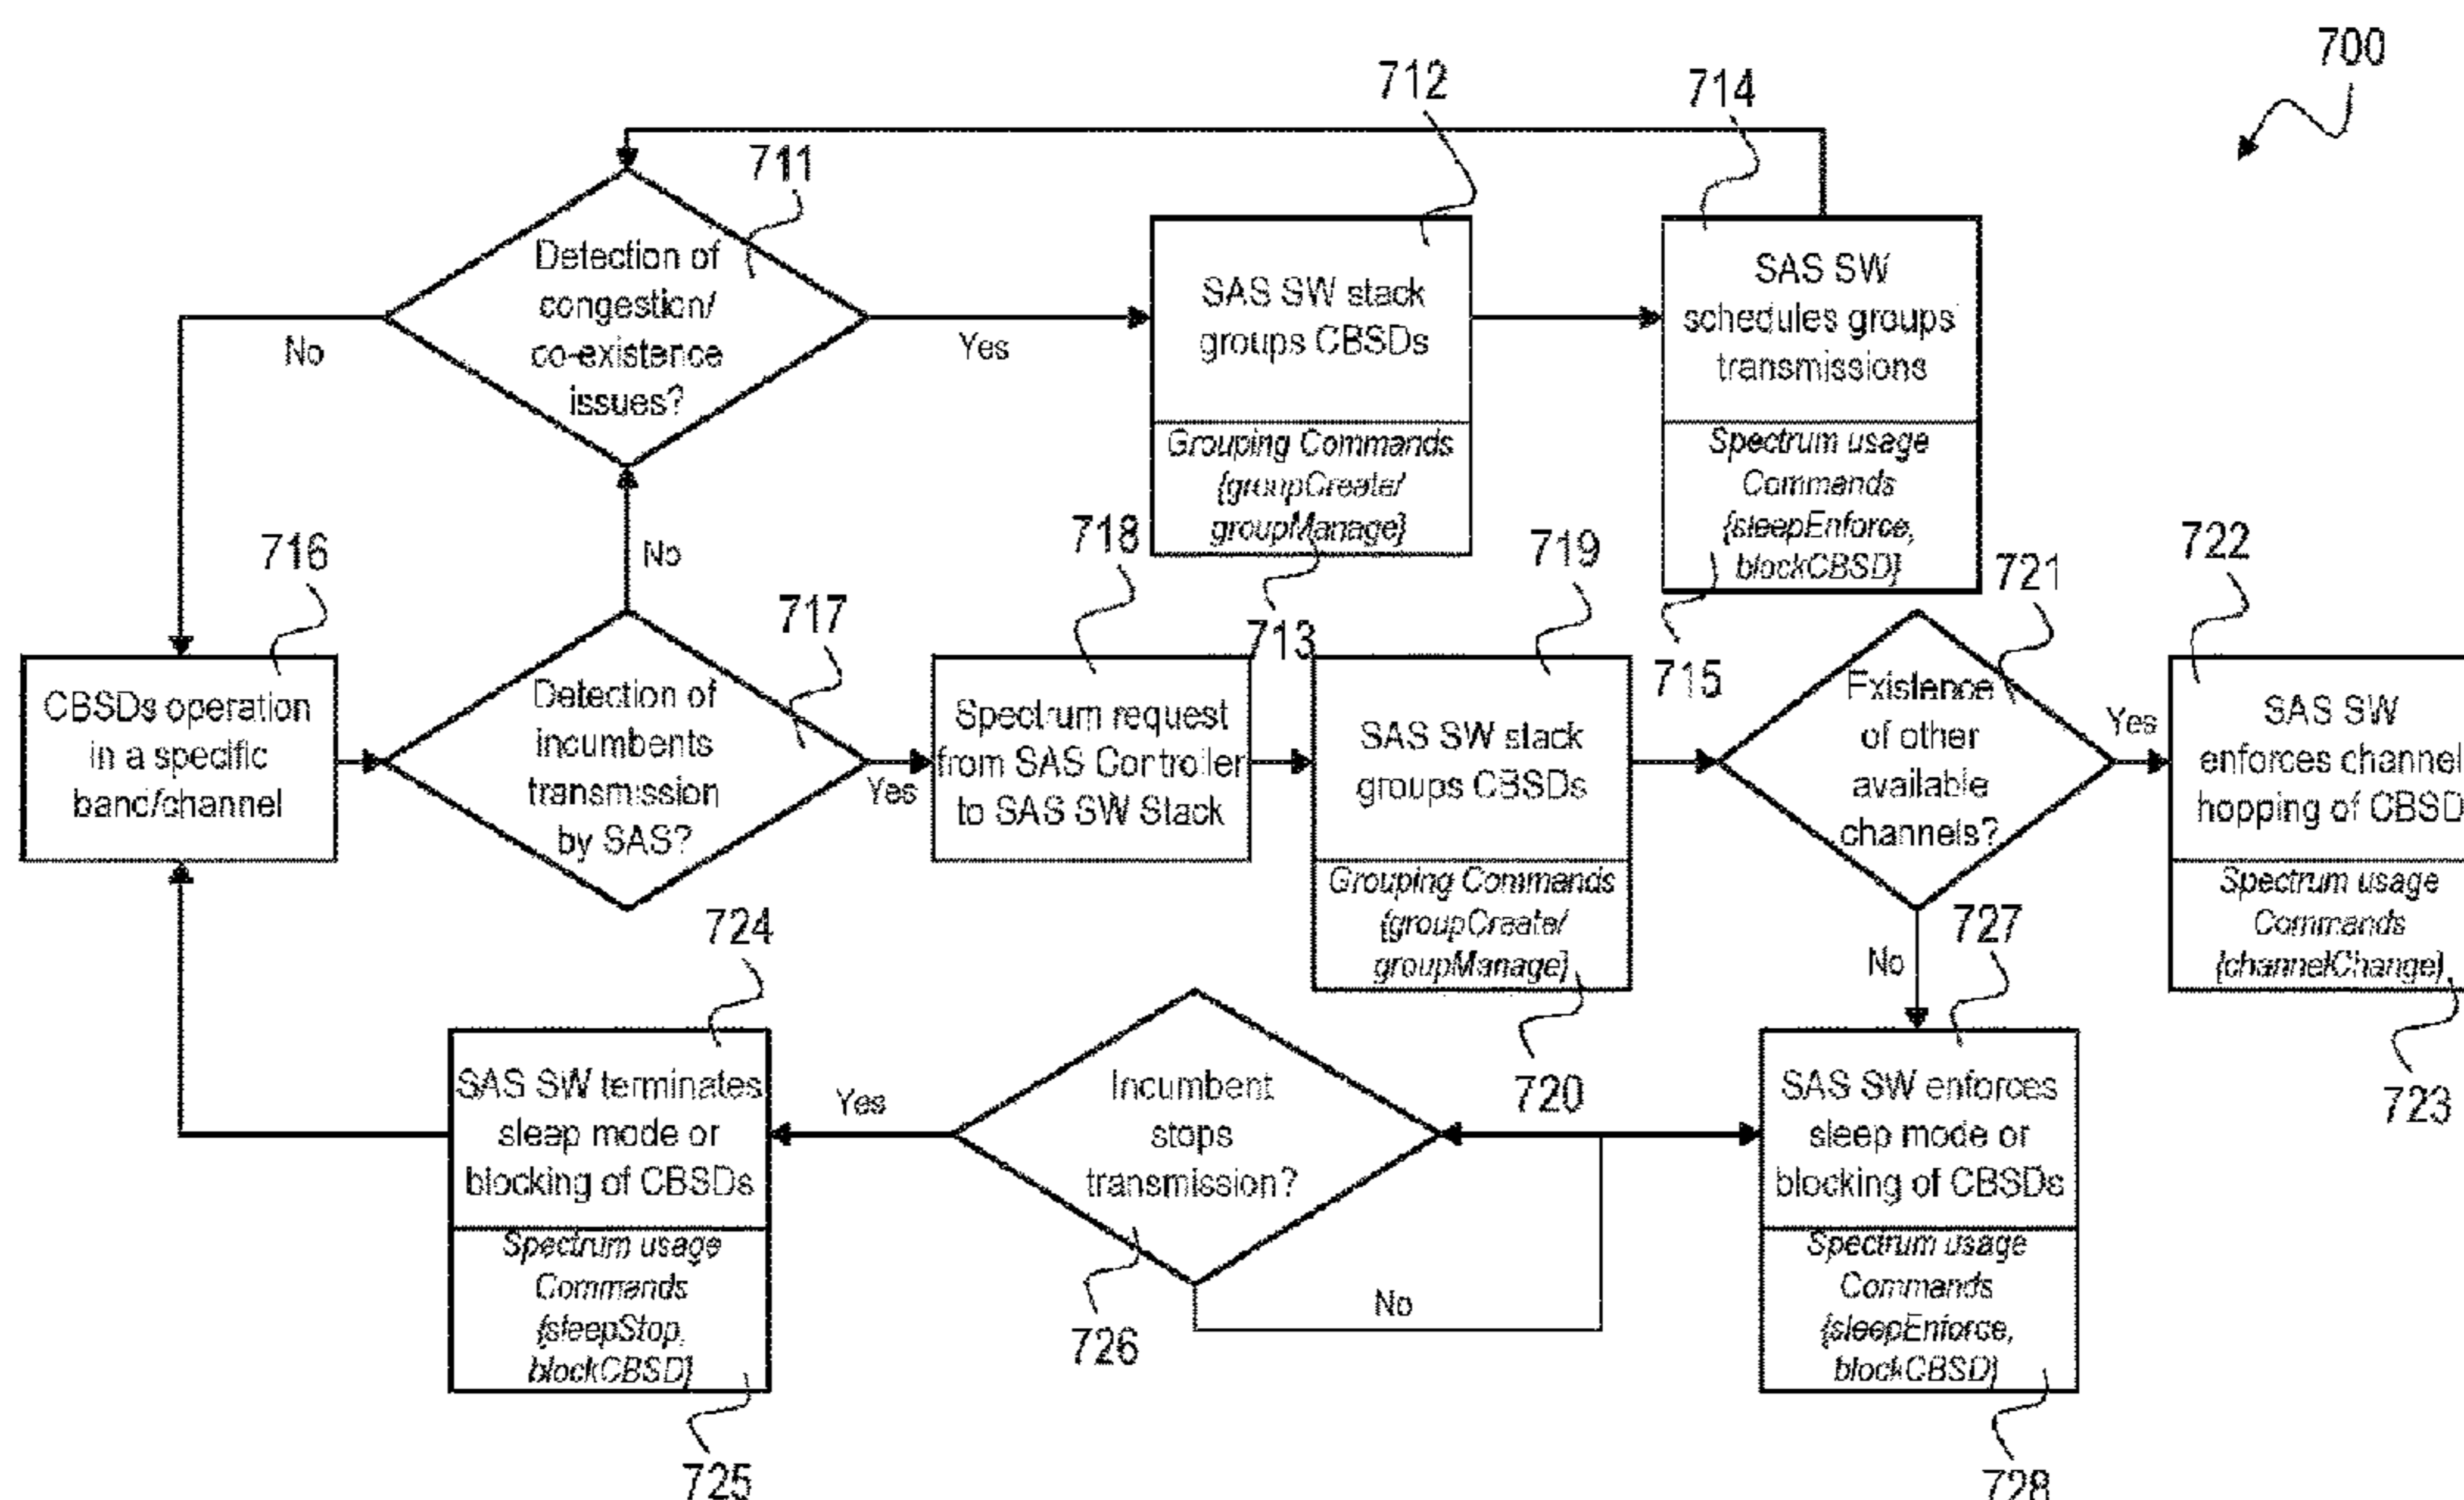 700
712
714
711
Detection of
congestion/
co-existence
issues?
No
Yes
SAS SW stack
groups CBSDs
Grouping Commands
{groupCreate/
groupManage}
713
SAS SW
schedules groups'
transmissions
Spectrum usage
Commands
{sleepEnforce,
blockCBSD}
715
716
CBSDs operation
in a specific
band/channel
No
717
Detection of
incumbents
transmission
by SAS?
Yes
718
Spectrum request
from SAS Controller
to SAS SW Stack
719
SAS SW stack
groups CBSDs
Grouping Commands
{groupCreate/
groupManage}
720
721
Existence
of other
available
channels?
Yes
No
722
SAS SW
enforces channel
hopping of CBSD
Spectrum usage
Commands
{channelChange}
723
724
SAS SW terminates
sleep mode or
blocking of CBSDs
Spectrum usage
Commands
{sleepStop,
blockCBSD}
725
Yes
Incumbent
stops
transmission?
726
No
727
SAS SW enforces
sleep mode or
blocking of CBSDs
Spectrum usage
Commands
{sleepEnforce,
blockCBSD}
728